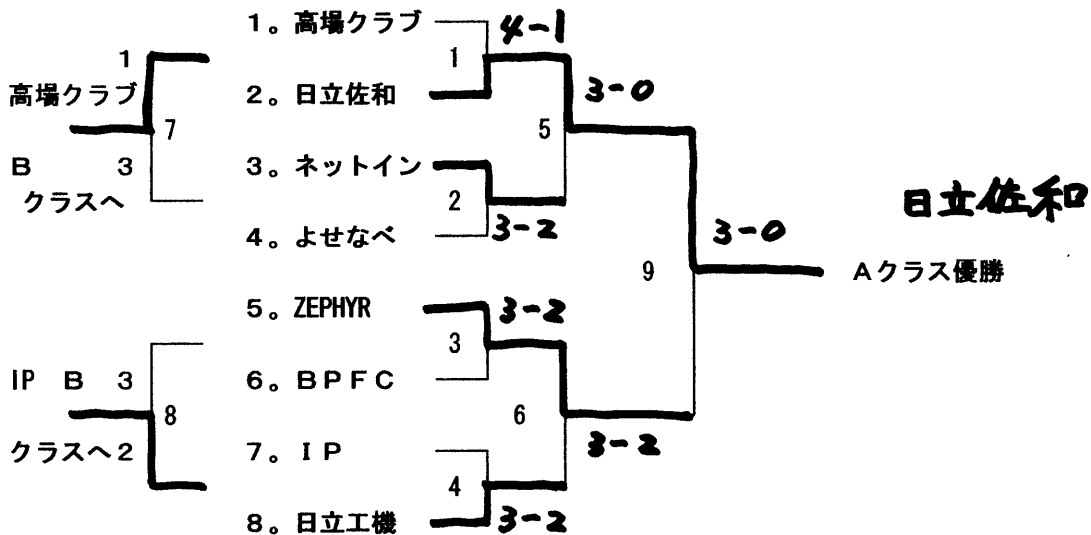 1。高場クラブ
4-1
1
1
高場クラブ
2。日立佐和
3-0
7
5
B 3
3。ネットイン
クラスへ
2
日立佐和
4。よせなべ
3-2
3-0
9
Aクラス優勝
5。ZEPHYR
3-2
3
IP B 3
6。BPFC
8
6
クラスへ2
7。IP
3-2
4
8。日立工機
3-2